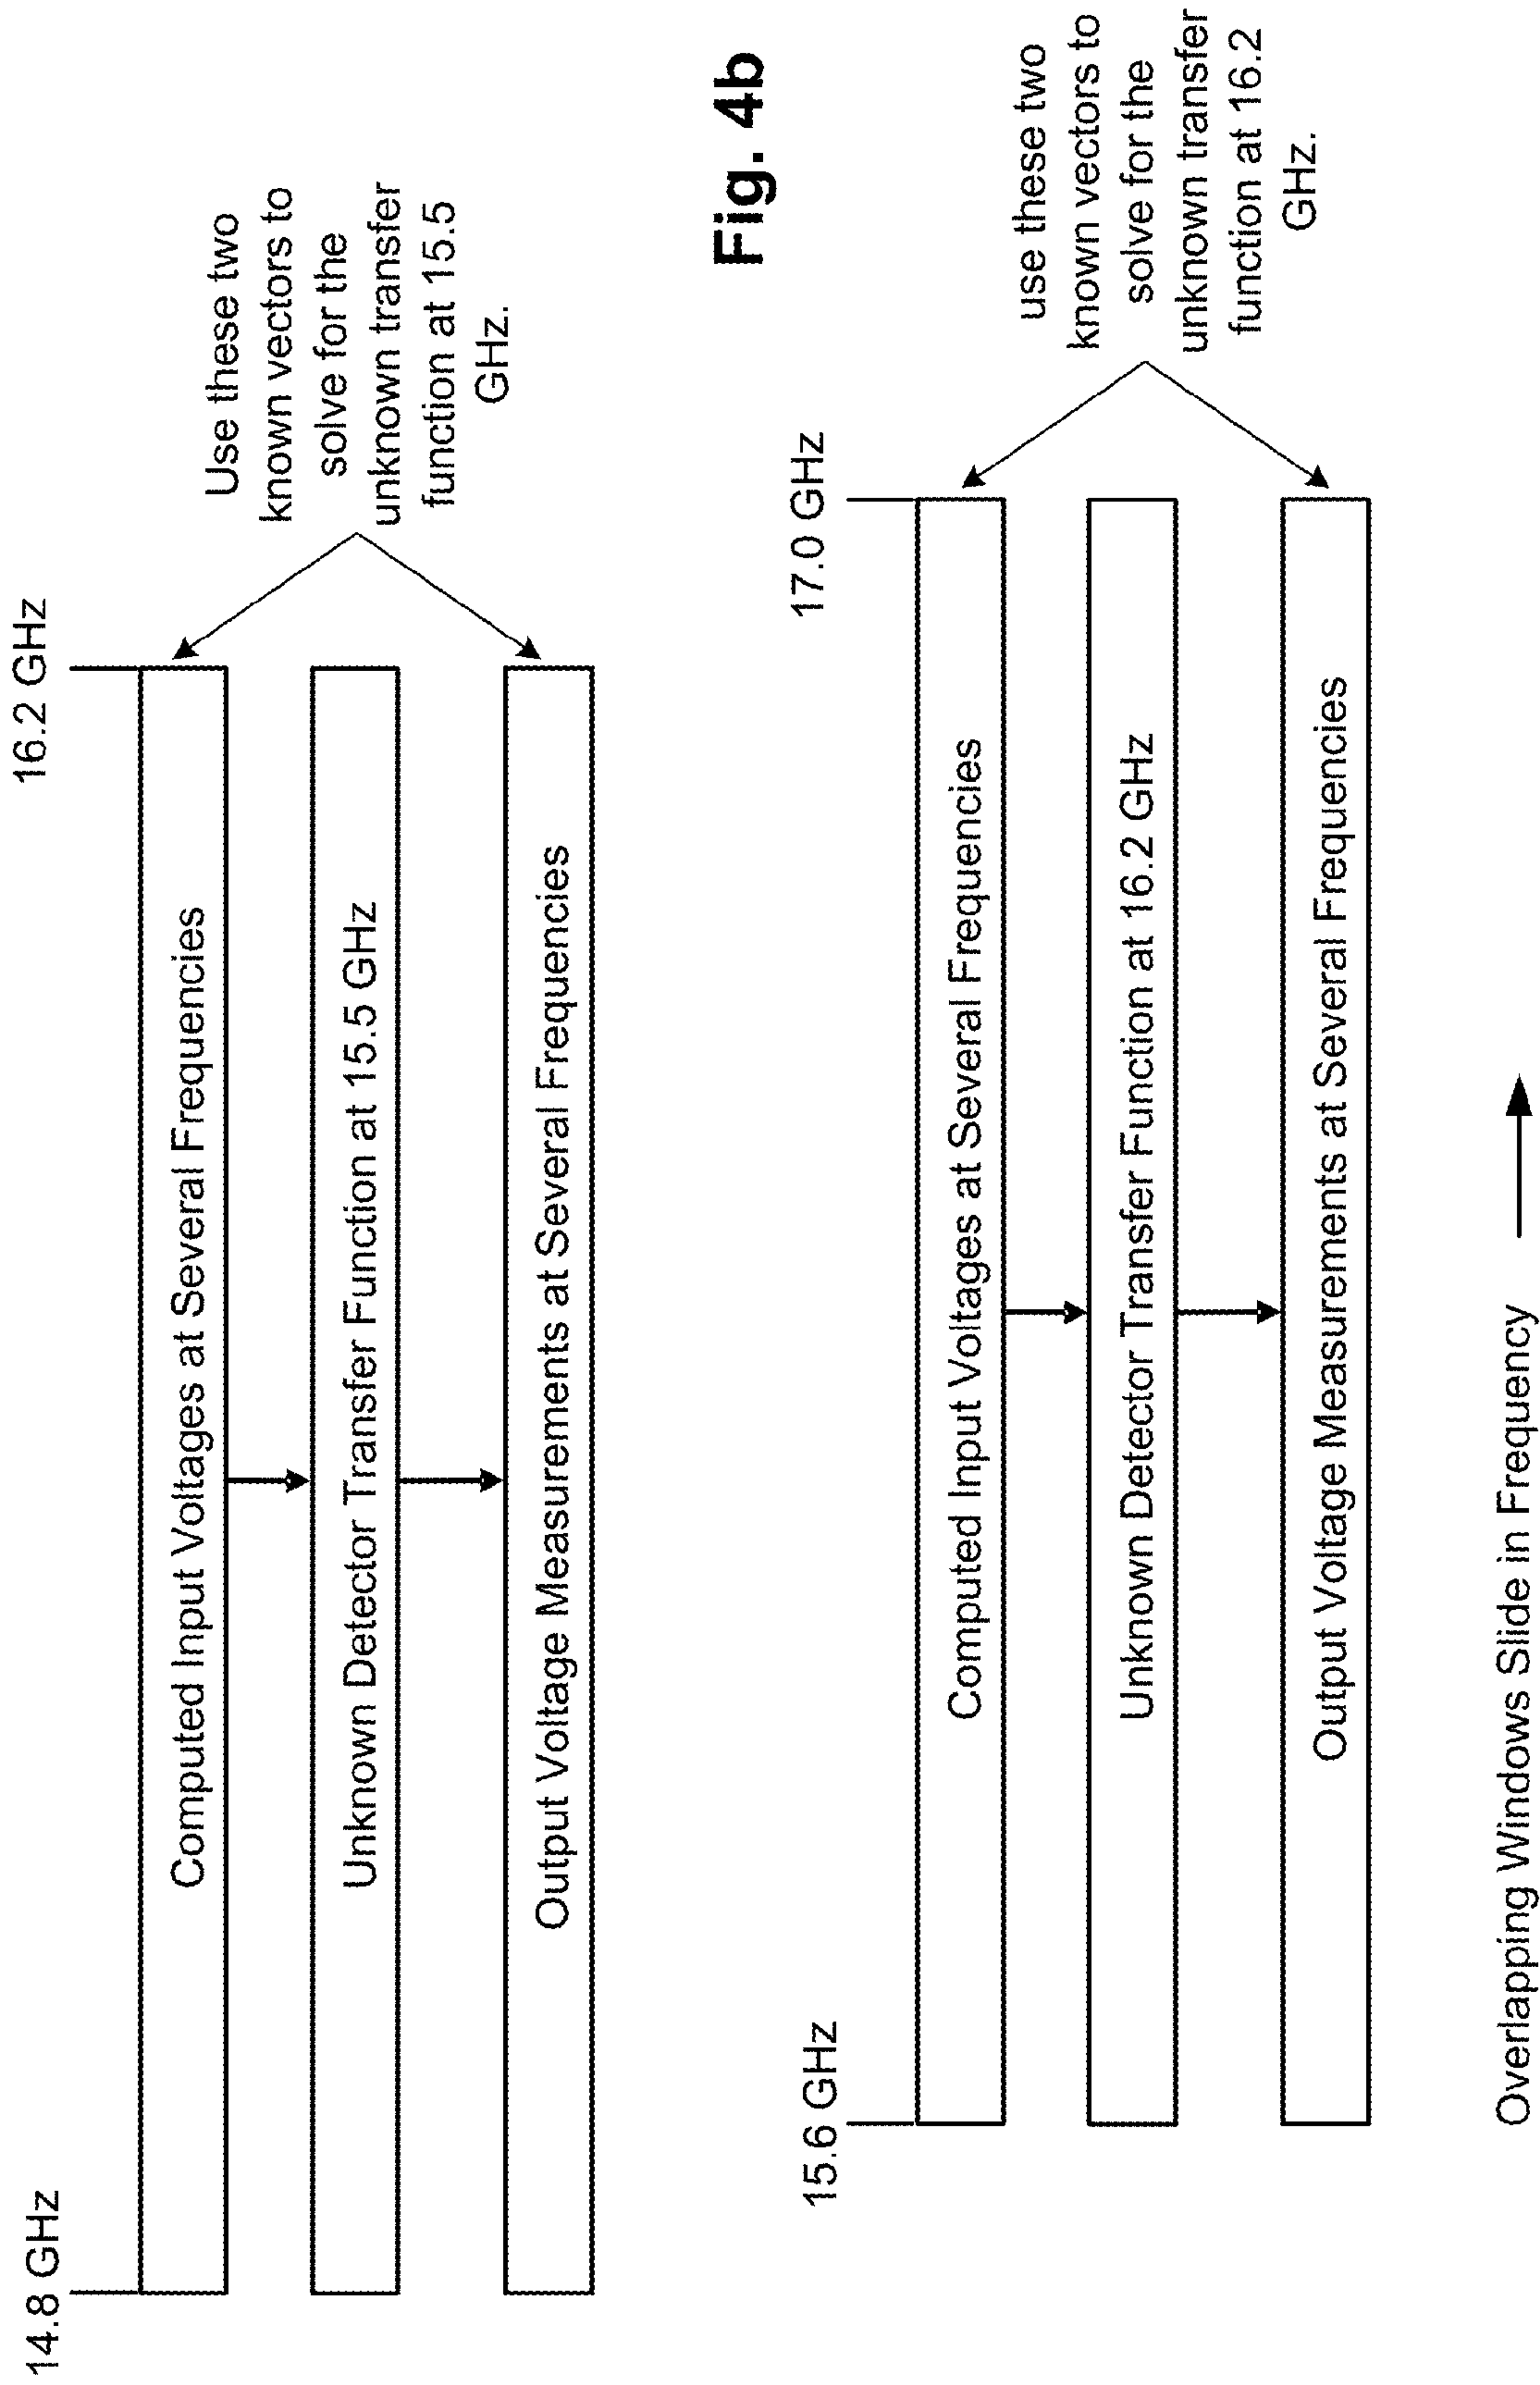 14.8 GHz
16.2 GHz
Computed Input Voltages at Several Frequencies
Unknown Detector Transfer Function at 15.5 GHz
Output Voltage Measurements at Several Frequencies
Use these two
known vectors to
solve for the
unknown transfer
function at 15.5
GHz.
Fig. 4b
15.6 GHz
17.0 GHz
Computed Input Voltages at Several Frequencies
Unknown Detector Transfer Function at 16.2 GHz
Output Voltage Measurements at Several Frequencies
use these two
known vectors to
solve for the
unknown transfer
function at 16.2
GHz.
Overlapping Windows Slide in Frequency